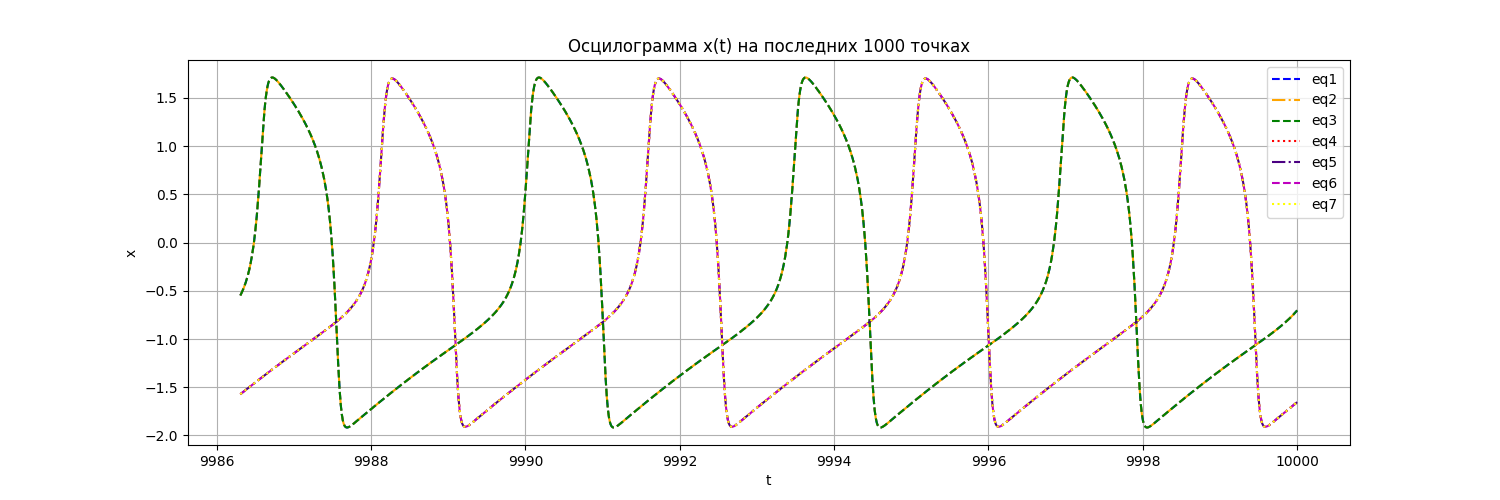 Осцилограмма x(t) на последних 1000 точках
x
1.5
1.0
0.5
0.0
−0.5
−1.0
−1.5
−2.0
9986
9988
9990
9992
9994
9996
9998
10000
t
eq1
eq2
eq3
eq4
eq5
eq6
eq7